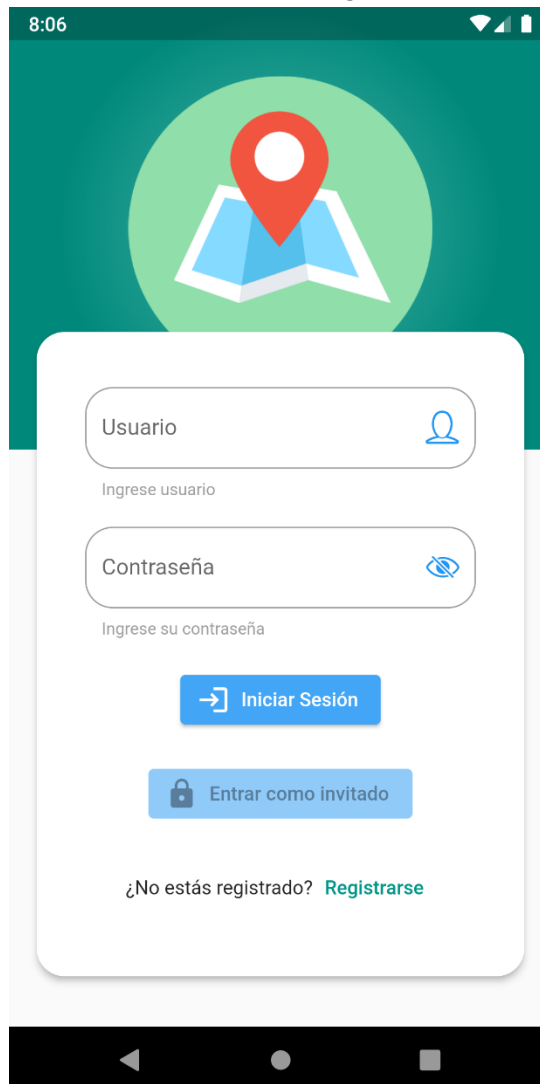 8:06
Usuario
Ingrese usuario
Contraseña
Ingrese su contraseña
Iniciar Sesión
Entrar como invitado
¿No estás registrado? Registrarse